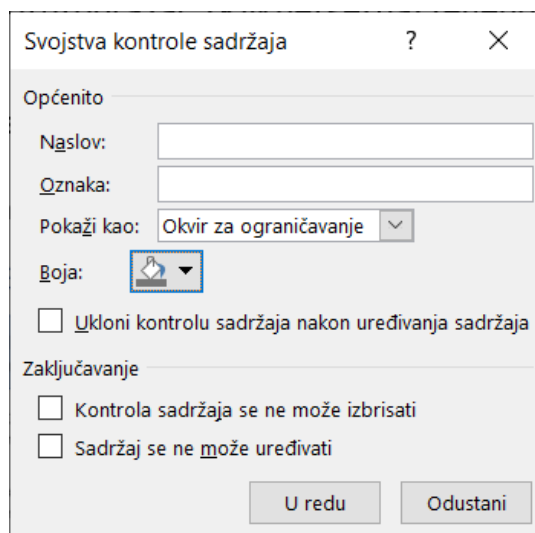 Svojstva kontrole sadržaja ?
Općenito
Naslov:
Oznaka:
Pokaži kao: Okvir za ograničavanje
Boja:
Ukloni kontrolu sadržaja nakon uređivanja sadržaja
Zaključavanje
Kontrola sadržaja se ne može izbrisati
Sadržaj se ne može uređivati
U redu Odustani